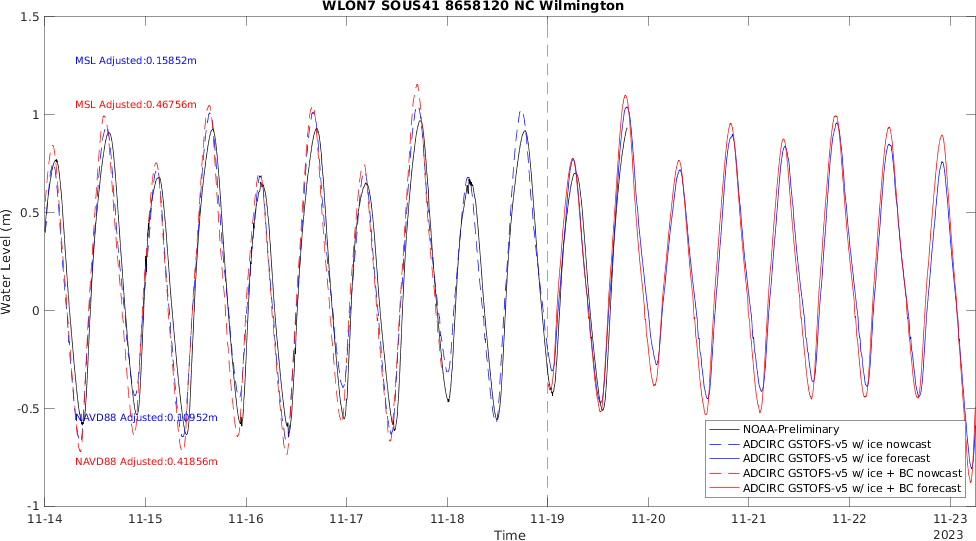 WLON7 SOUS41 8658120 NC Wilmington
1.5
MSL Adjusted:0.15852m
MSL Adjusted:0.46756m
1
0.5
Water Level (m)
0
-0.5
NAVD88 Adjusted:0.10952m
NAVD88 Adjusted:0.41856m
-1
NOAA-Preliminary
ADCIRC GSTOFS-v5 w/ ice nowcast
ADCIRC GSTOFS-v5 w/ ice forecast
ADCIRC GSTOFS-v5 w/ ice + BC nowcast
ADCIRC GSTOFS-v5 w/ ice + BC forecast
11-14 11-15 11-16 11-17 11-18 11-19 11-20 11-21 11-22 11-23
Time
2023